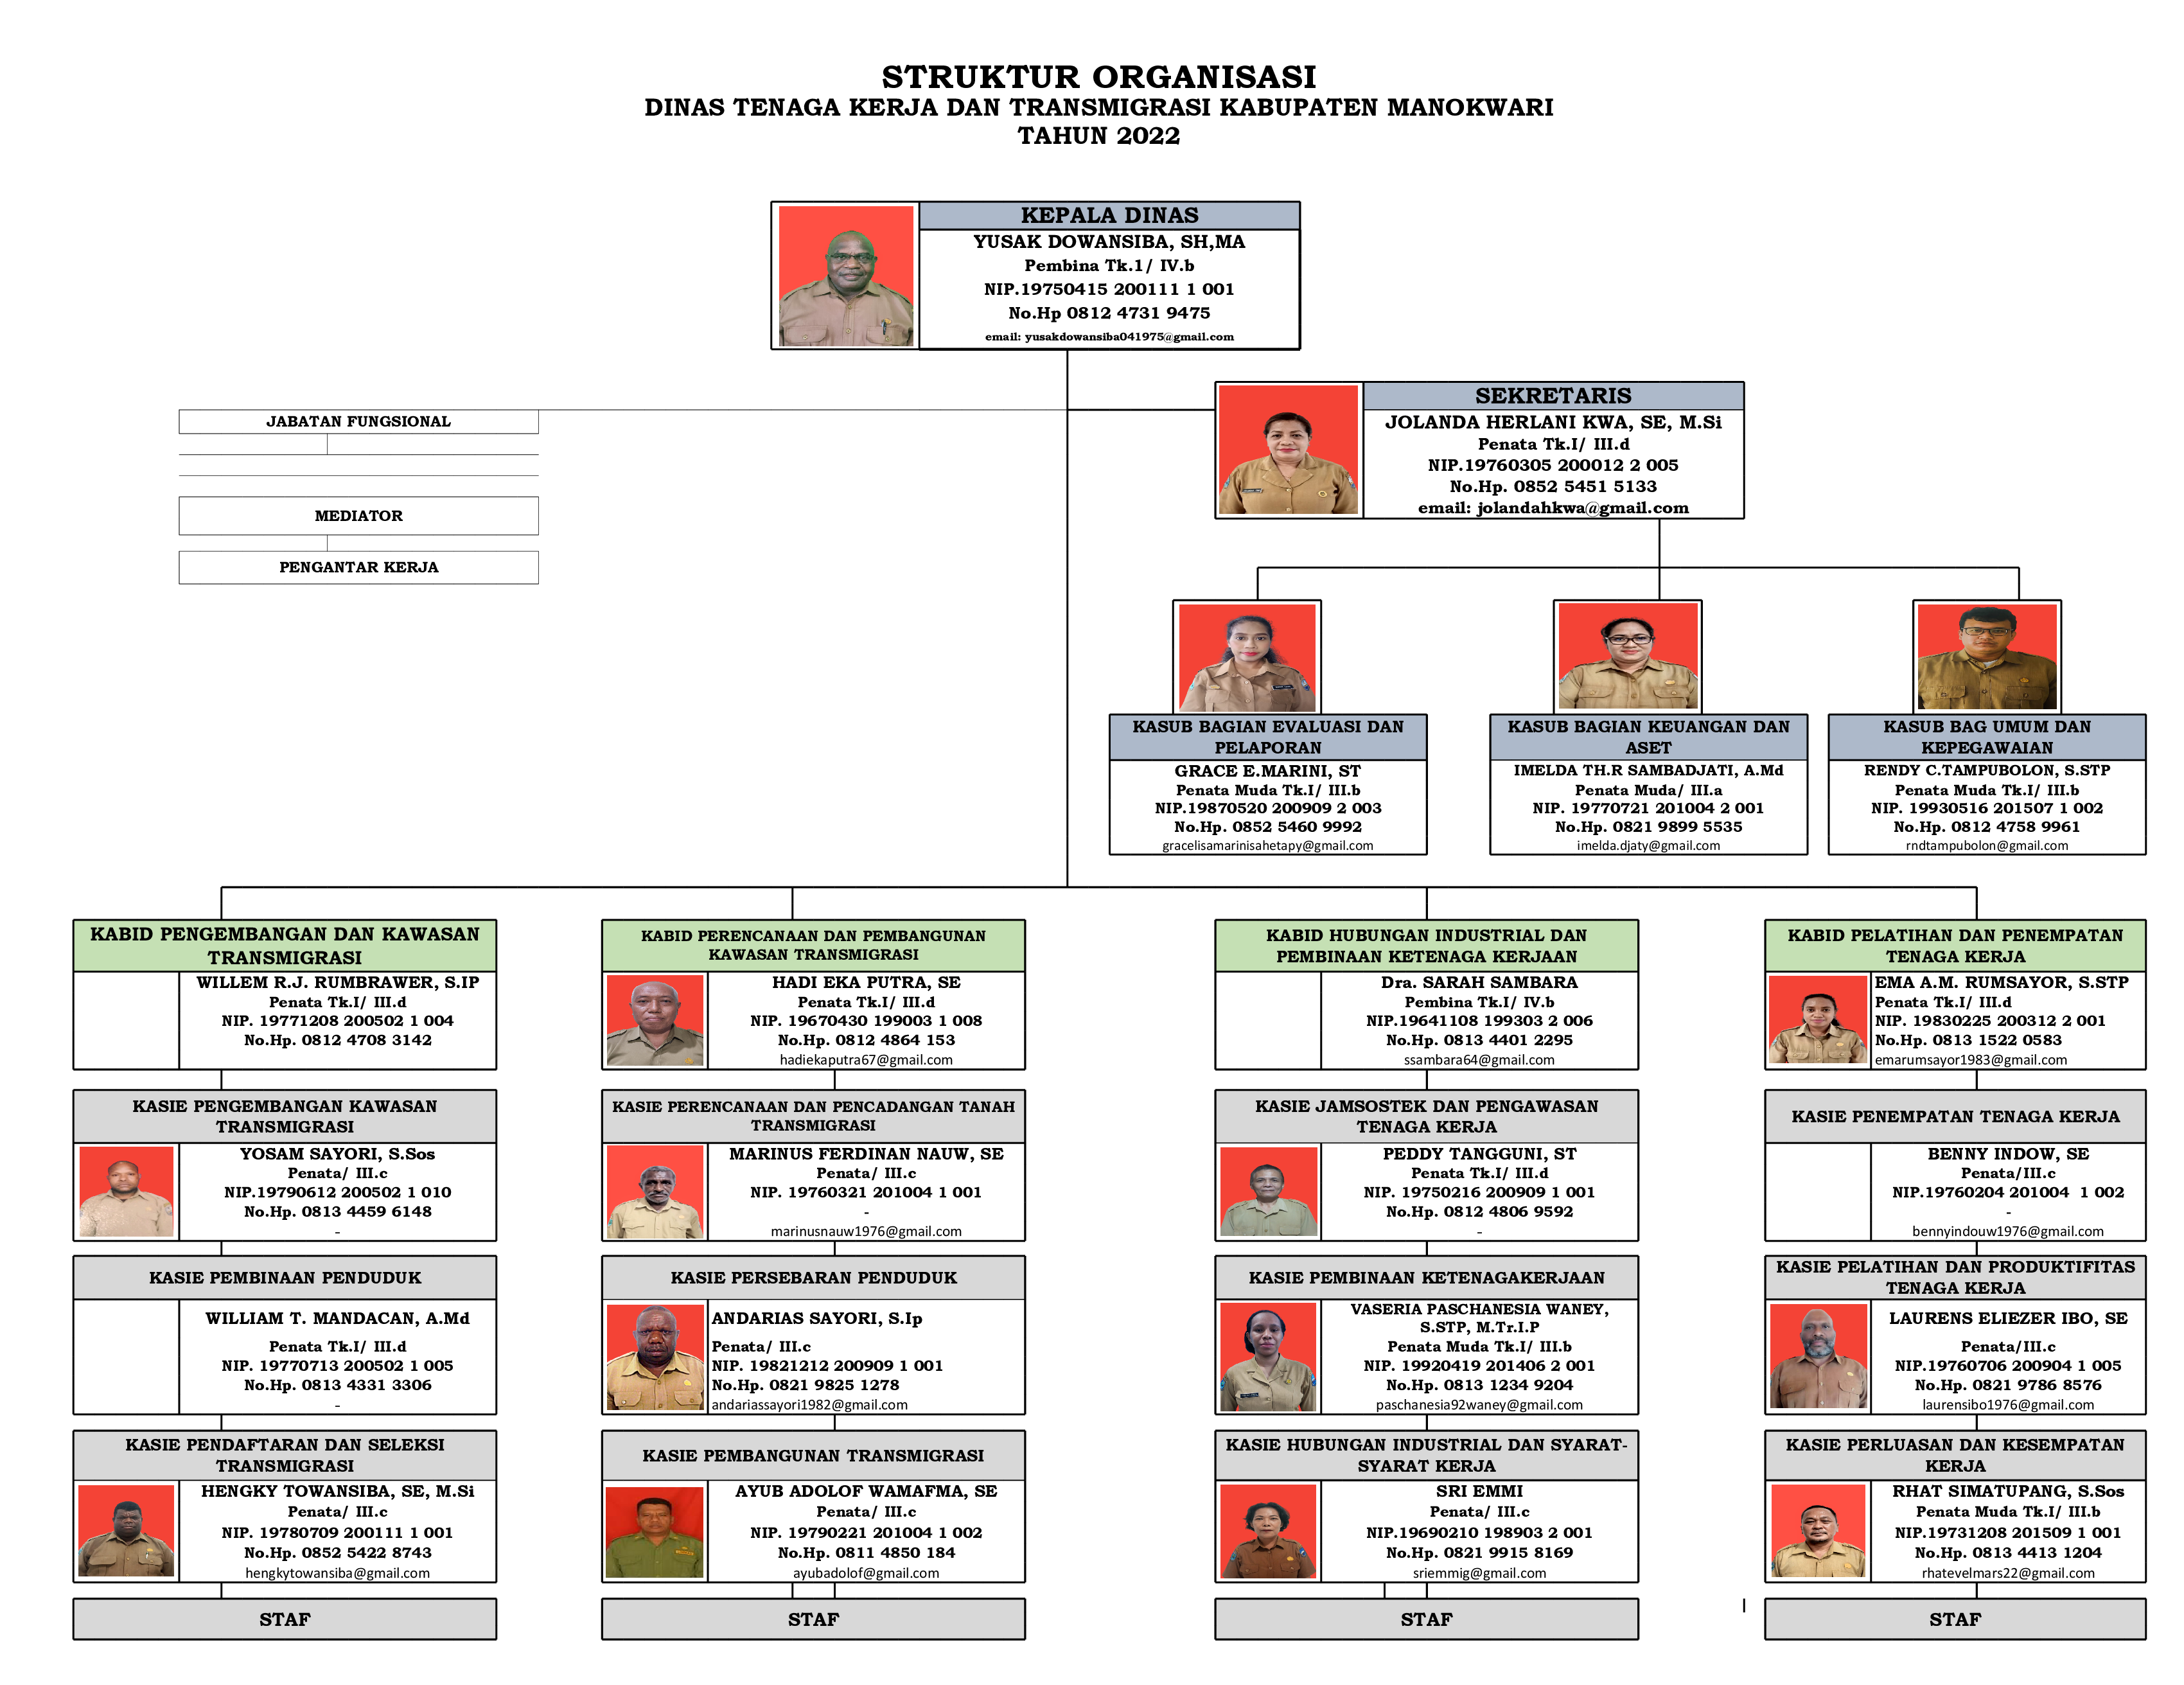 STRUKTUR ORGANISASI
DINAS TENAGA KERJA DAN TRANSMIGRASI KABUPATEN MANOKWARI
TAHUN 2022
KEPALA DINAS
YUSAK DOWANSIBA, SH,MA
Pembina Tk.1/ IV.b
NIP.19750415 200111 1 001
No.Hp 0812 4731 9475
email: yusakdowansiba041975@gmail.com
SEKRETARIS
JOLANDA HERLANI KWA, SE, M.Si
Penata Tk.I/ III.d
NIP.19760305 200012 2 005
No.Hp. 0852 5451 5133
email: jolandahkwa@gmail.com
JABATAN FUNGSIONAL
MEDIATOR
PENGANTAR KERJA
KASUB BAGIAN EVALUASI DAN
PELAPORAN
GRACE E.MARINI, ST
Penata Muda Tk.I/ III.b
NIP.19870520 200909 2 003
No.Hp. 0852 5460 9992
gracelisamarinisahetapy@gmail.com
KASUB BAGIAN KEUANGAN DAN
ASET
IMELDA TH.R SAMBADJATI, A.Md
Penata Muda/ III.a
NIP. 19770721 201004 2 001
No.Hp. 0821 9899 5535
imelda.djaty@gmail.com
KASUB BAG UMUM DAN
KEPEGAWAIAN
RENDY C.TAMPUBOLON, S.STP
Penata Muda Tk.I/ III.b
NIP. 19930516 201507 1 002
No.Hp. 0812 4758 9961
rndtampubolon@gmail.com
KABID PENGEMBANGAN DAN KAWASAN
TRANSMIGRASI
WILLEM R.J. RUMBRAWER, S.IP
Penata Tk.I/ III.d
NIP. 19771208 200502 1 004
No.Hp. 0812 4708 3142
KASIE PENGEMBANGAN KAWASAN
TRANSMIGRASI
YOSAM SAYORI, S.Sos
Penata/ III.c
NIP.19790612 200502 1 010
No.Hp. 0813 4459 6148
-
KASIE PEMBINAAN PENDUDUK
WILLIAM T. MANDACAN, A.Md
Penata Tk.I/ III.d
NIP. 19770713 200502 1 005
No.Hp. 0813 4331 3306
-
KASIE PENDAFTARAN DAN SELEKSI
TRANSMIGRASI
HENGKY TOWANSIBA, SE, M.Si
Penata/ III.c
NIP. 19780709 200111 1 001
No.Hp. 0852 5422 8743
hengkytowansiba@gmail.com
STAF
KABID PERENCANAAN DAN PEMBANGUNAN
KAWASAN TRANSMIGRASI
HADI EKA PUTRA, SE
Penata Tk.I/ III.d
NIP. 19670430 199003 1 008
No.Hp. 0812 4864 153
hadiekaputra67@gmail.com
KASIE PERENCANAAN DAN PENCADANGAN TANAH
TRANSMIGRASI
MARINUS FERDINAN NAUW, SE
Penata/ III.c
NIP. 19760321 201004 1 001
-
marinusnauw1976@gmail.com
KASIE PERSEBARAN PENDUDUK
ANDARIAS SAYORI, S.Ip
Penata/ III.c
NIP. 19821212 200909 1 001
No.Hp. 0821 9825 1278
andariassayori1982@gmail.com
KASIE PEMBANGUNAN TRANSMIGRASI
AYUB ADOLOF WAMAFMA, SE
Penata/ III.c
NIP. 19790221 201004 1 002
No.Hp. 0811 4850 184
ayubadolof@gmail.com
STAF
KABID HUBUNGAN INDUSTRIAL DAN
PEMBINAAN KETENAGA KERJAAN
Dra. SARAH SAMBARA
Pembina Tk.I/ IV.b
NIP.19641108 199303 2 006
No.Hp. 0813 4401 2295
ssambara64@gmail.com
KASIE JAMSOSTEK DAN PENGAWASAN
TENAGA KERJA
PEDDY TANGGUNI, ST
Penata Tk.I/ III.d
NIP. 19750216 200909 1 001
No.Hp. 0812 4806 9592
-
KASIE PEMBINAAN KETENAGAKERJAAN
VASERIA PASCHANESIA WANEY,
S.STP, M.Tr.I.P
Penata Muda Tk.I/ III.b
NIP. 19920419 201406 2 001
No.Hp. 0813 1234 9204
paschanesia92waney@gmail.com
KASIE HUBUNGAN INDUSTRIAL DAN SYARAT-
SYARAT KERJA
SRI EMMI
Penata/ III.c
NIP.19690210 198903 2 001
No.Hp. 0821 9915 8169
sriemmig@gmail.com
STAF
KABID PELATIHAN DAN PENEMPATAN
TENAGA KERJA
EMA A.M. RUMSAYOR, S.STP
Penata Tk.I/ III.d
NIP. 19830225 200312 2 001
No.Hp. 0813 1522 0583
emarumsayor1983@gmail.com
KASIE PENEMPATAN TENAGA KERJA
BENNY INDOW, SE
Penata/III.c
NIP.19760204 201004 1 002
-
bennyindouw1976@gmail.com
KASIE PELATIHAN DAN PRODUKTIFITAS
TENAGA KERJA
LAURENS ELIEZER IBO, SE
Penata/III.c
NIP.19760706 200904 1 005
No.Hp. 0821 9786 8576
laurensibo1976@gmail.com
KASIE PERLUASAN DAN KESEMPATAN
KERJA
RHAT SIMATUPANG, S.Sos
Penata Muda Tk.I/ III.b
NIP.19731208 201509 1 001
No.Hp. 0813 4413 1204
rhatevelmars22@gmail.com
STAF